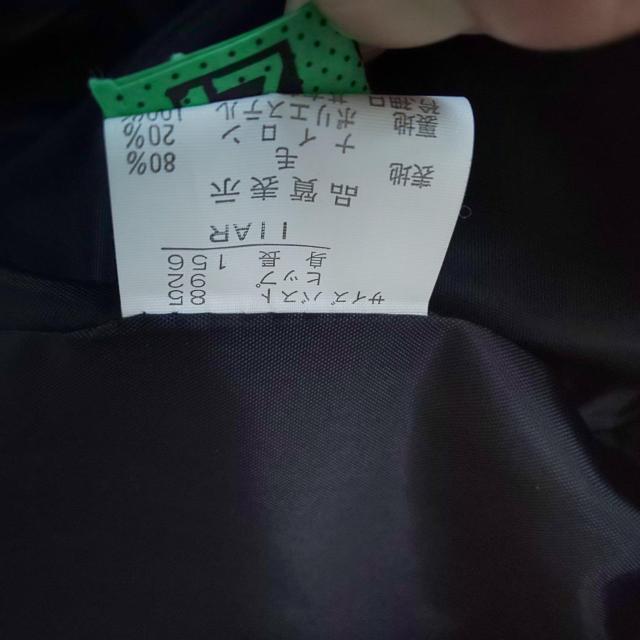 サイズ バスト
ヒップ
身長 156
11AR
品質表示
表地 毛 80%
ナイロン 20%
裏地 ポリエステル 100%